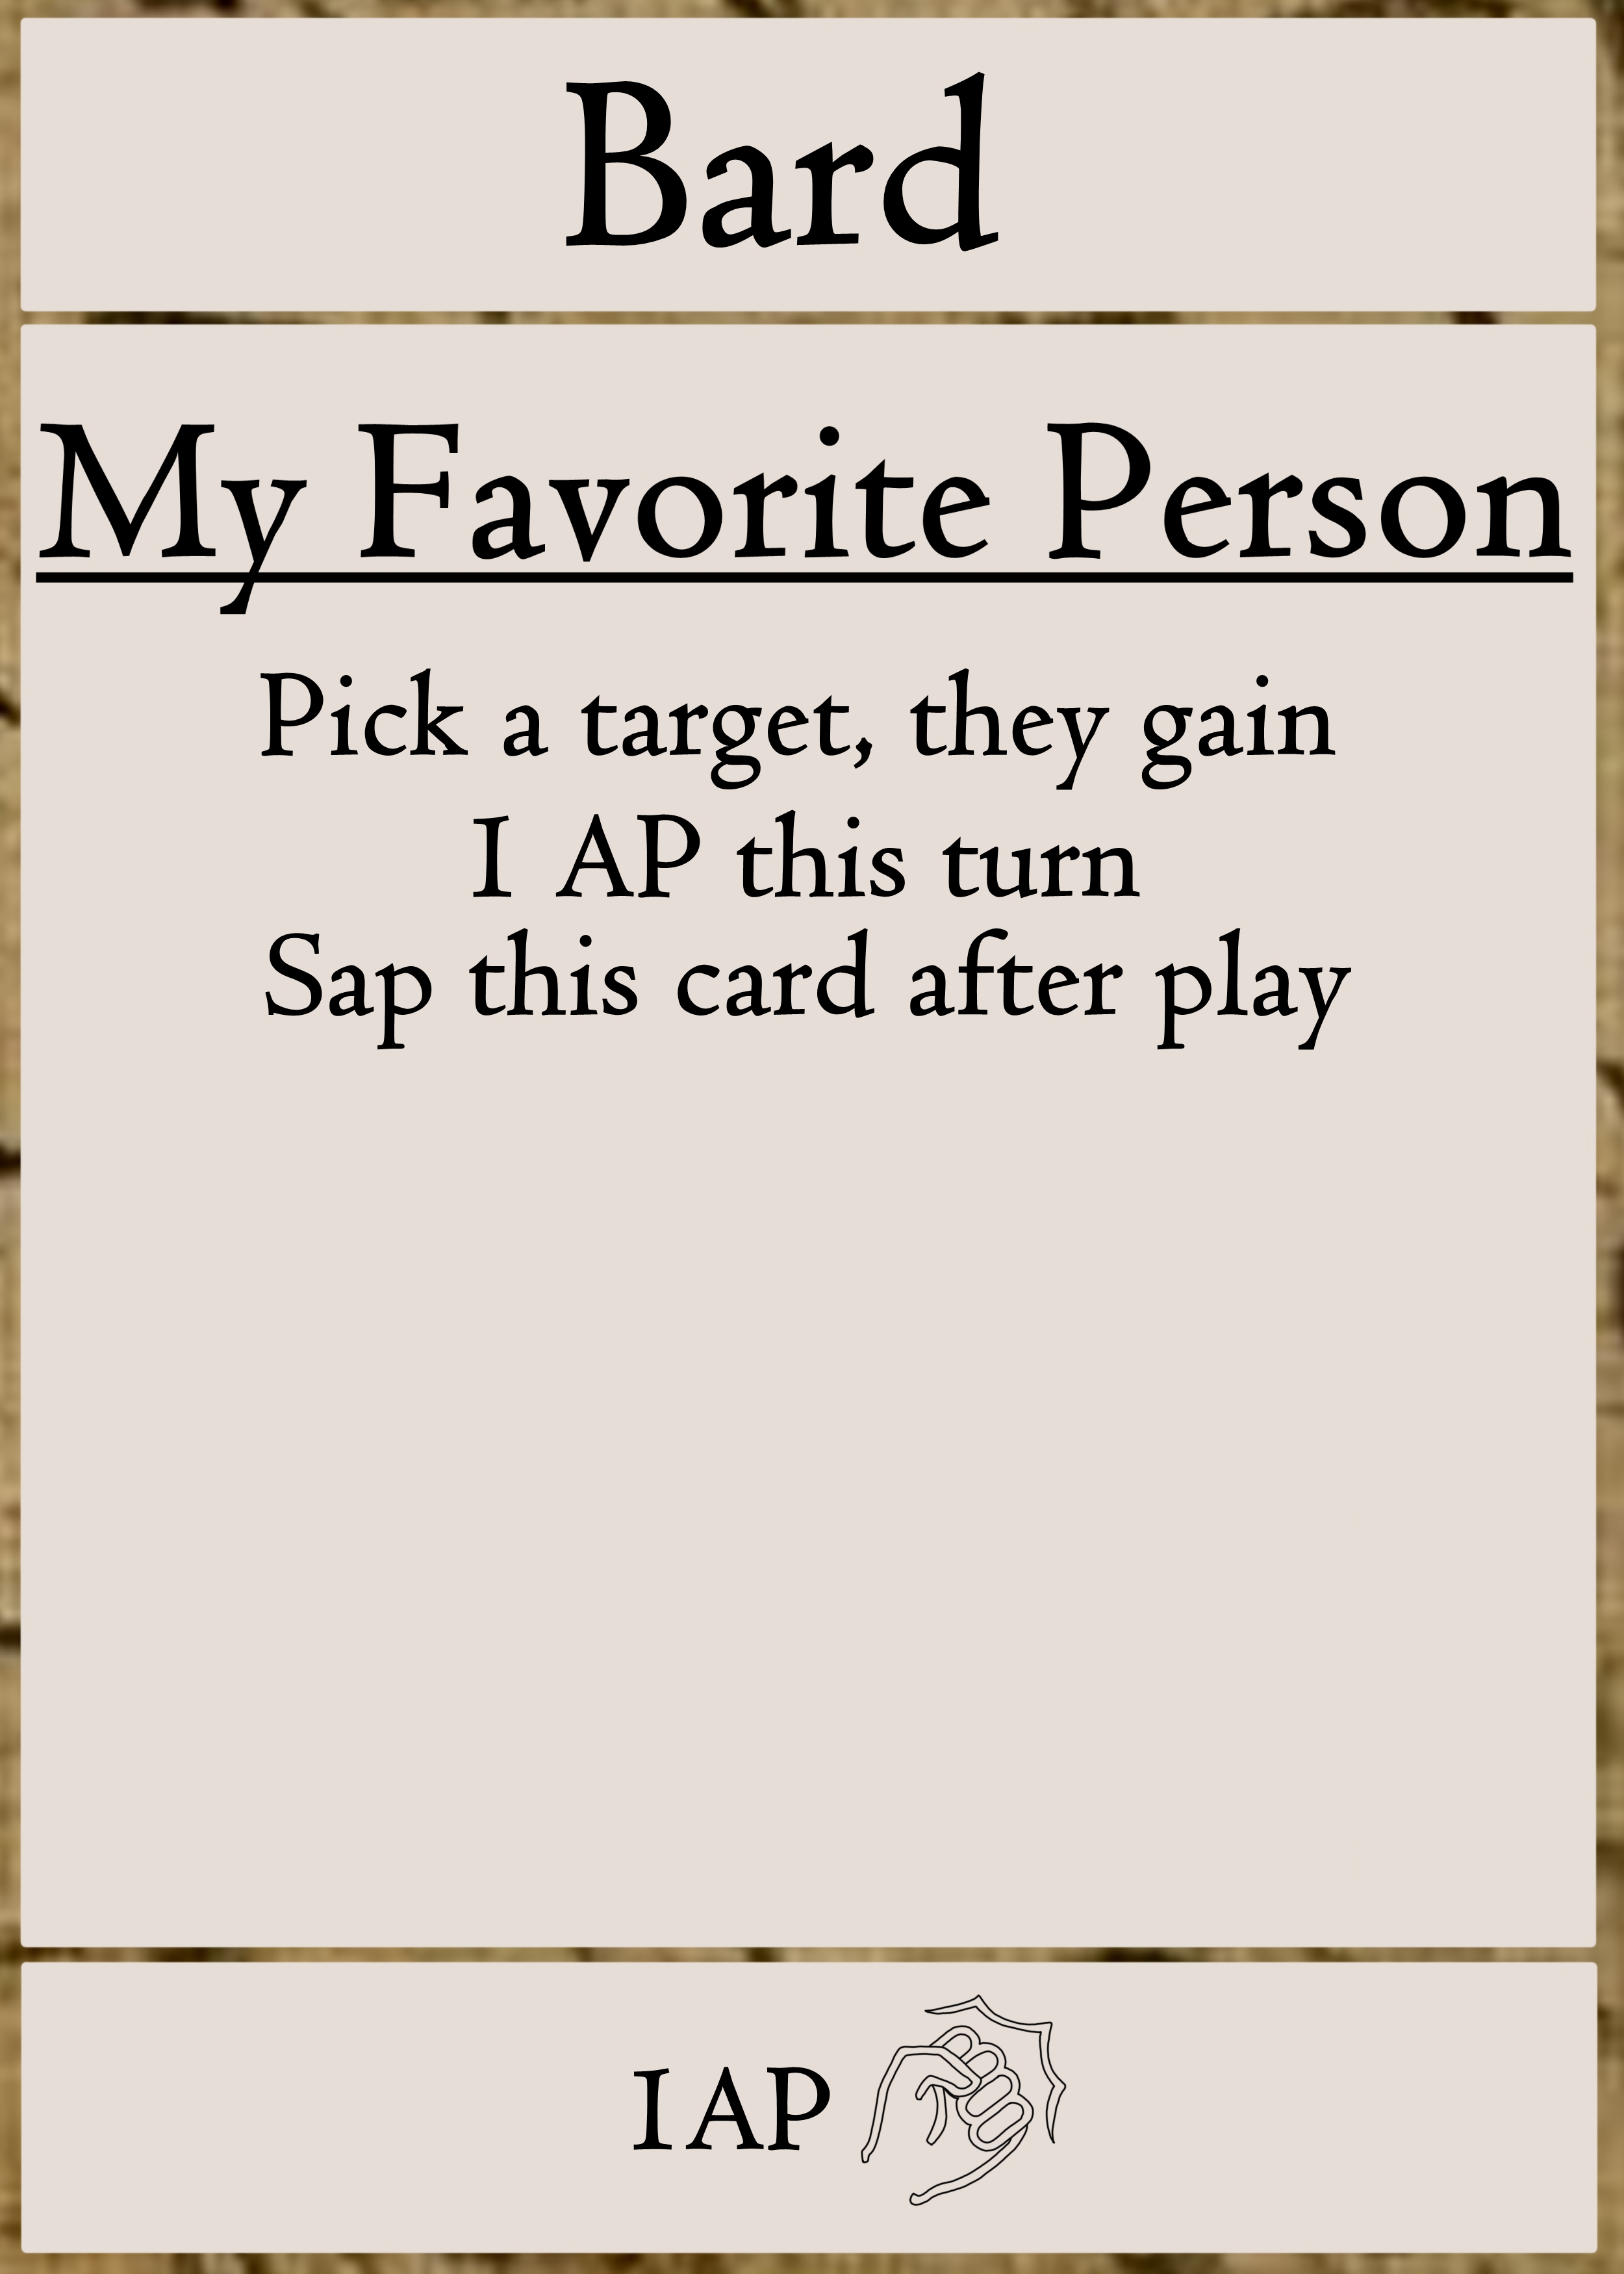 Bard
My Favorite Person
Pick a target, they gain
1 AP this turn
Sap this card after play
1 AP